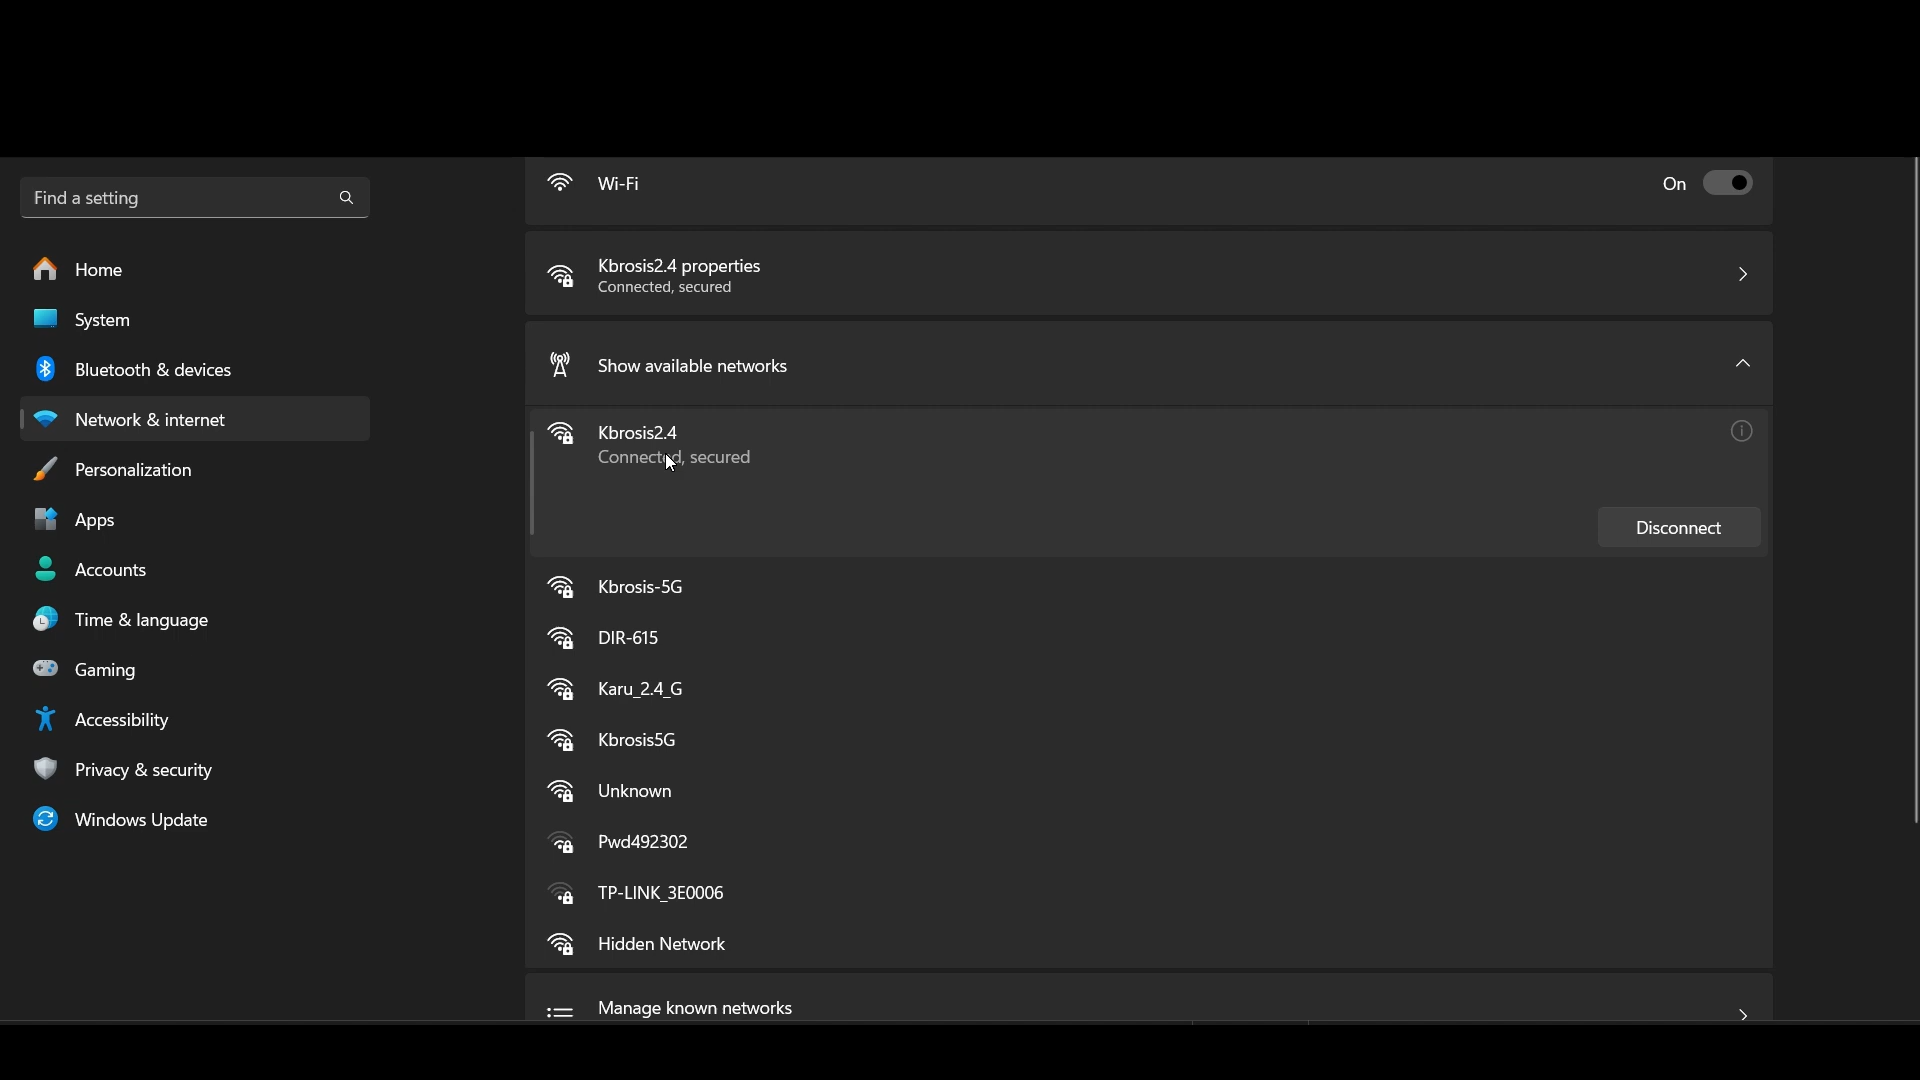 Find a setting
Home
System
Bluetooth & devices
Network & internet
Personalization
Apps
Accounts
Time & language
Gaming
Accessibility
Privacy & security
Windows Update
Wi-Fi
On
Kbrosis2.4 properties
Connected, secured
Show available networks
Kbrosis2.4
Connected, secured
Disconnect
Kbrosis-5G
DIR-615
Karu_2.4_G
Kbrosis5G
Unknown
Pwd492302
TP-LINK_3E0006
Hidden Network
Manage known networks